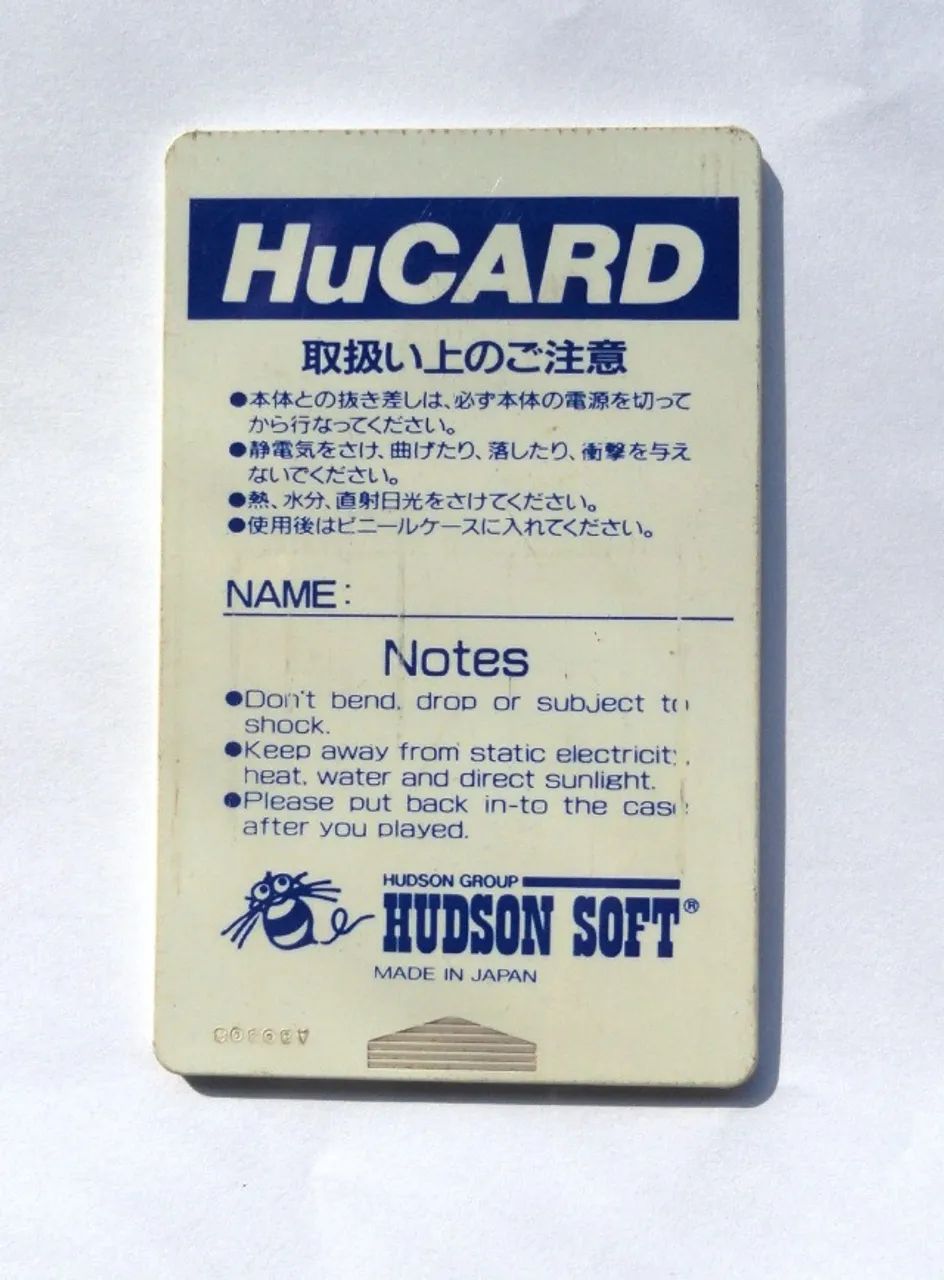 HuCARD
取扱い上のご注意
●本体との抜き差しは、必ず本体の電源を切って
から行なってください。
●静電気をさけ、曲げたり、落したり、衝撃を与え
ないでください。
●熱、水分、直射日光をさけてください。
●使用後はビニールケースに入れてください。
NAME:
Notes
●Don't bend, drop or subject to
shock.
●Keep away from static electricity,
heat, water and direct sunlight.
●Please put back in-to the case
after you played.
HUDSON GROUP
HUDSON SOFT®
MADE IN JAPAN